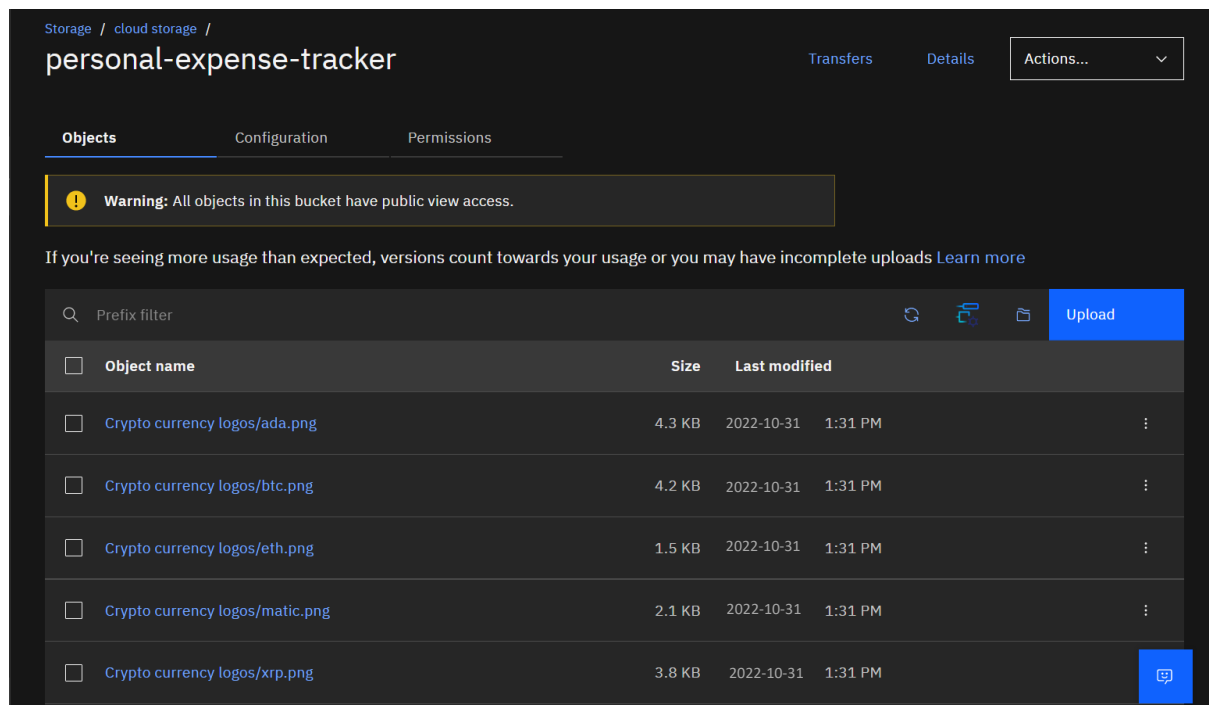 Storage / cloud storage /
personal-expense-tracker
Transfers Details Actions...
Objects Configuration Permissions
Warning: All objects in this bucket have public view access.
If you're seeing more usage than expected, versions count towards your usage or you may have incomplete uploads Learn more
Prefix filter Upload
Object name Size Last modified
Crypto currency logos/ada.png 4.3 KB 2022-10-31 1:31 PM
Crypto currency logos/btc.png 4.2 KB 2022-10-31 1:31 PM
Crypto currency logos/eth.png 1.5 KB 2022-10-31 1:31 PM
Crypto currency logos/matic.png 2.1 KB 2022-10-31 1:31 PM
Crypto currency logos/xrp.png 3.8 KB 2022-10-31 1:31 PM